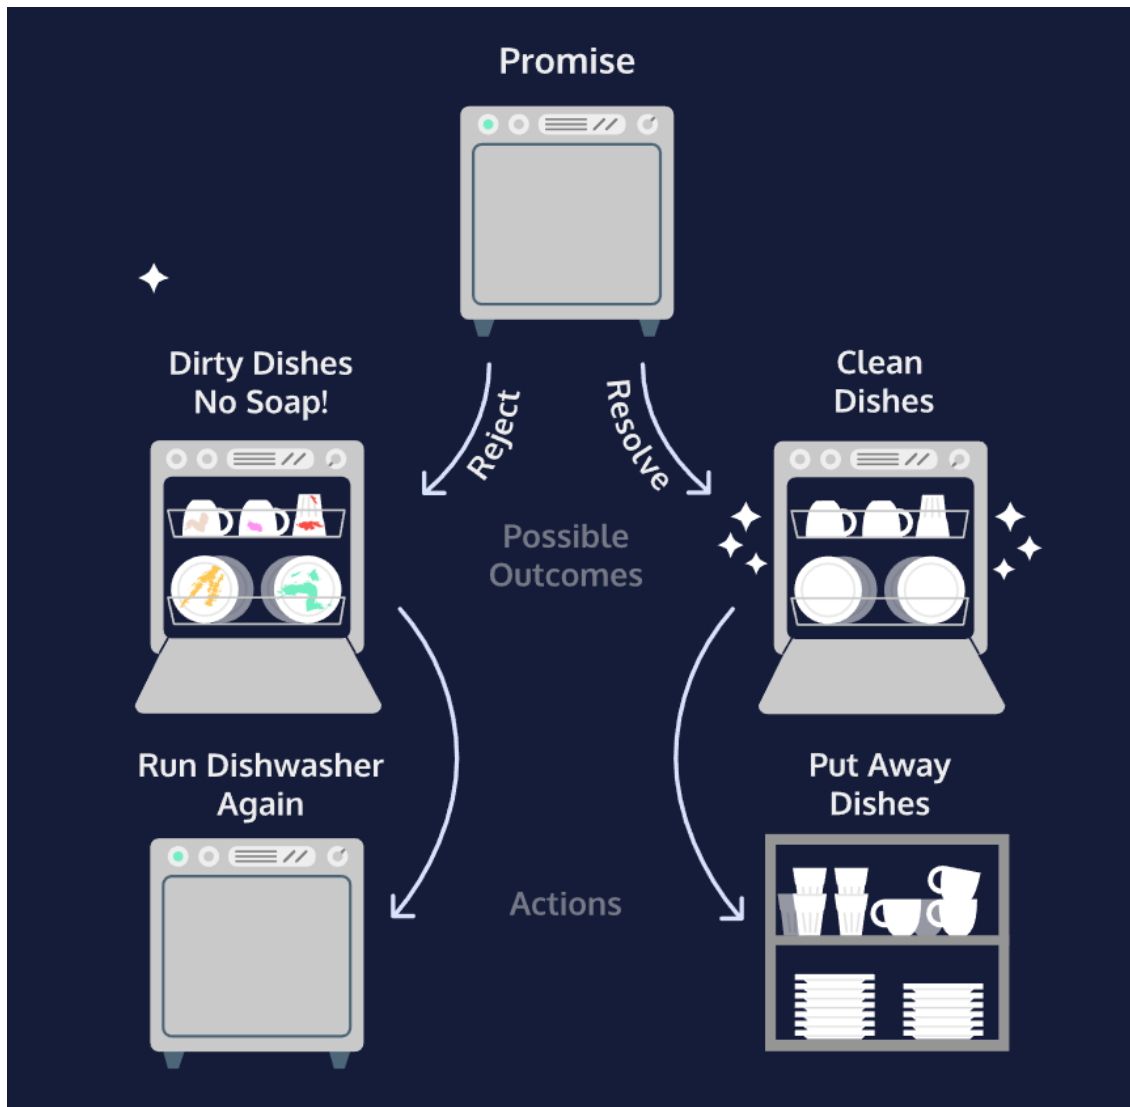 Promise
Dirty Dishes
No Soap!
Reject
Resolve
Clean
Dishes
Possible
Outcomes
Run Dishwasher
Again
Put Away
Dishes
Actions